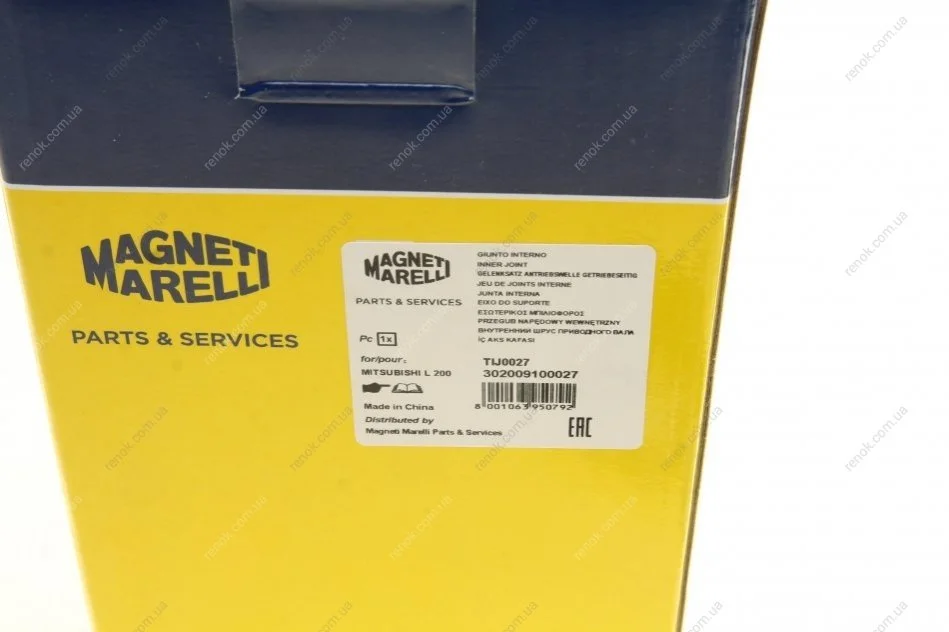 MAGNETI
MARELLI
PARTS & SERVICES
MAGNETI
MARELLI
PARTS & SERVICES
Pc 1x
for/pour:
MITSUBISHI L 200
Made in China
Distributed by
Magneti Marelli Parts & Services
GIUNTO INTERNO
INNER JOINT
GELENKSATZ ANTRIEBSWELLE GETRIEBESEITIG
JEU DE JOINTS INTERNE
JUNTA INTERNA
EIXO DO SUPORTE
ΕΣΩΤΕΡΙΚΟΣ ΜΠΙΛΙΟΦΟΡΟΣ
PRZEGUB NAPĘDOWY WEWNĘTRZNY
ВНУТРЕННИЙ ШРУС ПРИВОДНОГО ВАЛА
İÇ AKS KAFASI
TIJ0027
302009100027
8 001063 950792
EAC
renok.com.ua